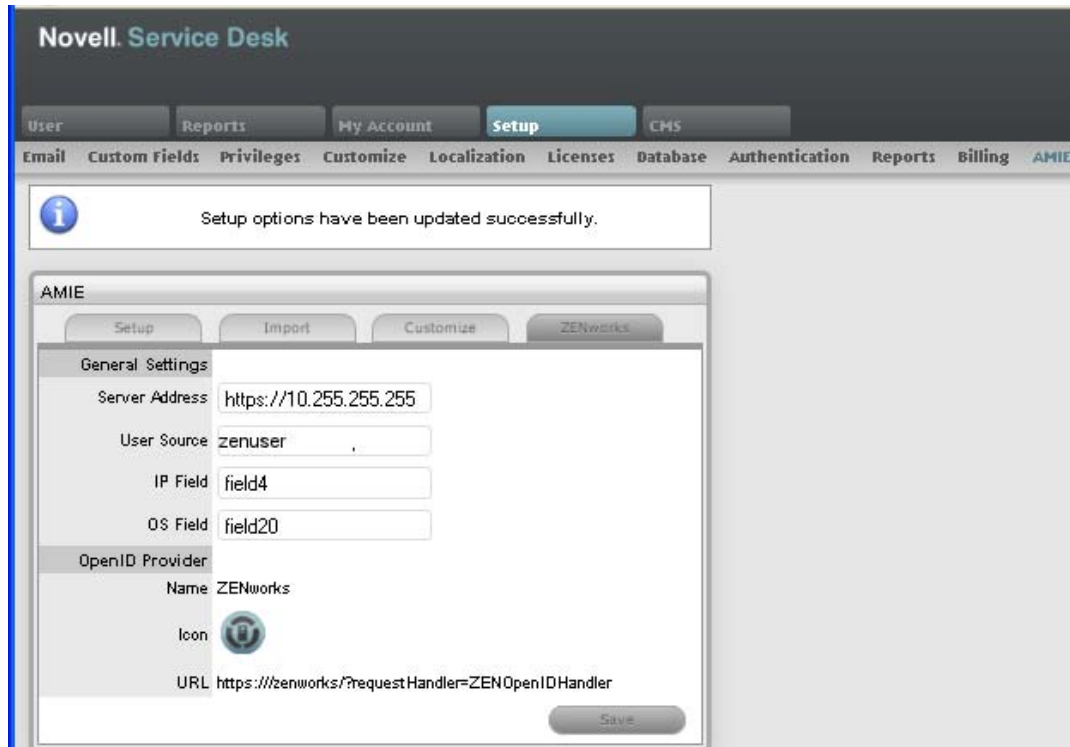 Novell. Service Desk
User Reports My Account Setup CMS
Email Custom Fields Privileges Customize Localization Licenses Database Authentication Reports Billing AMIE
Setup options have been updated successfully.
AMIE
Setup Import Customize ZENworks
General Settings
Server Address https://10.255.255.255
User Source zenuser ,
IP Field field4
OS Field field20
OpenID Provider
Name ZENworks
Icon
URL https:///zenworks/?requestHandler=ZENOpenIDHandler
Save